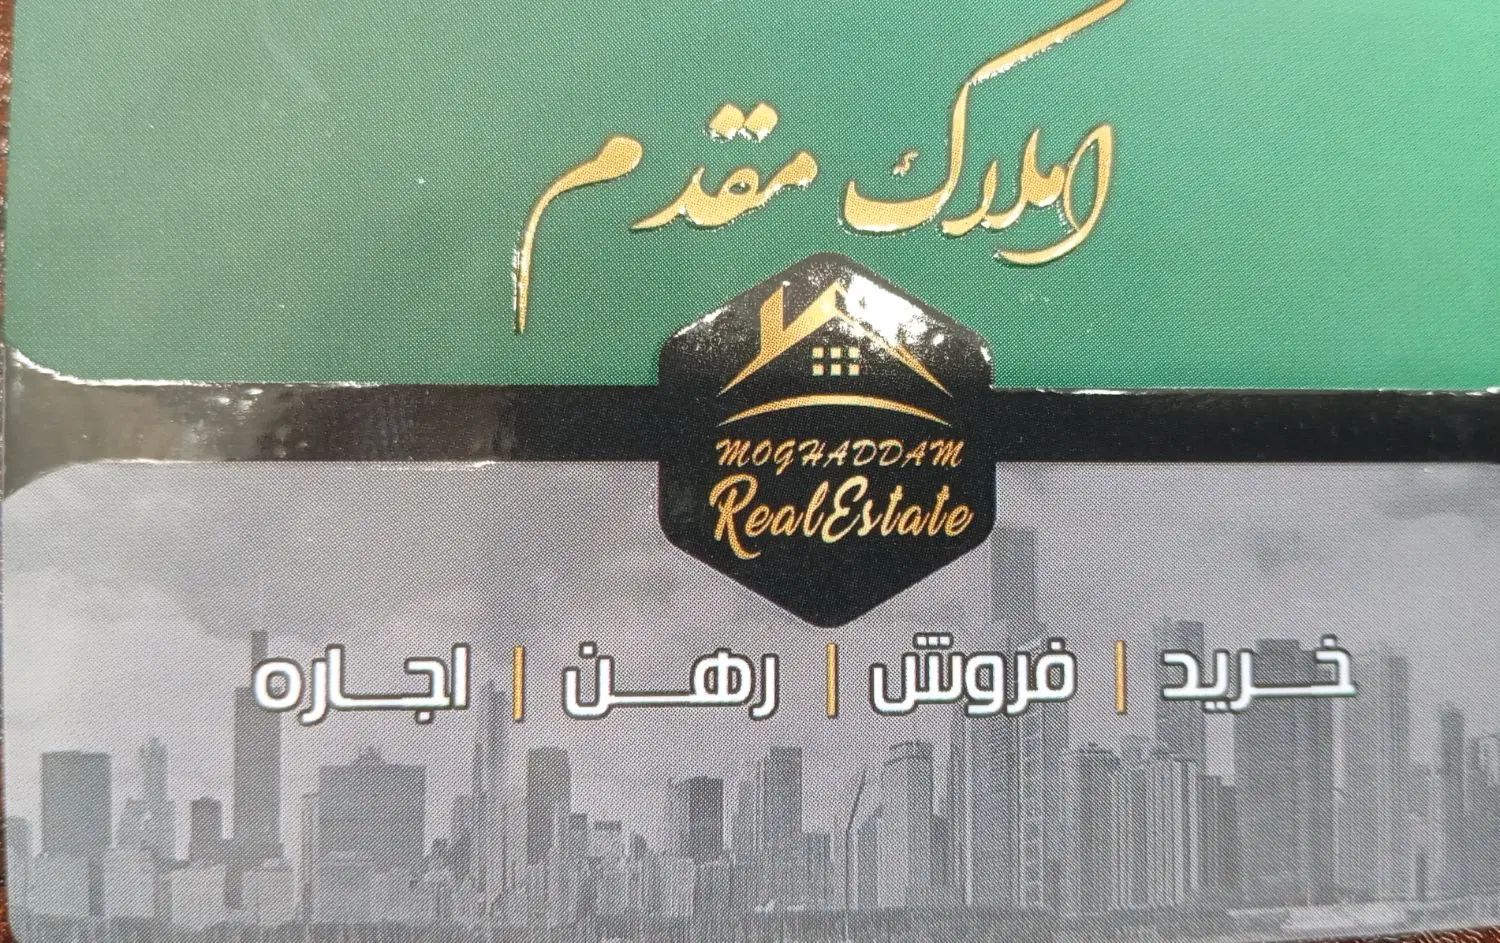 املاک مقدم
MOGHADDAM
RealEstate
خرید | فروش | رهن | اجاره